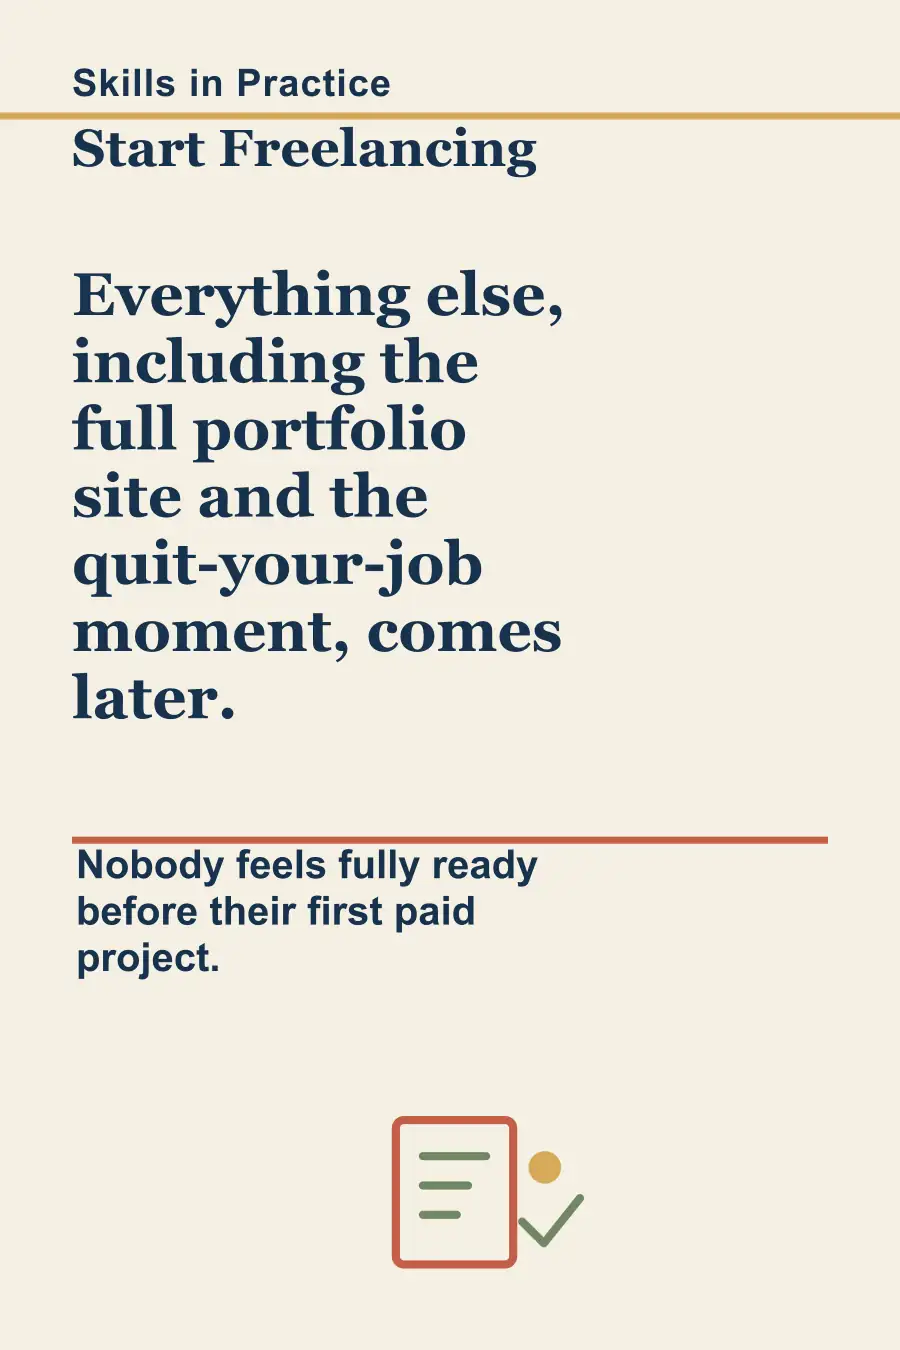 Skills in Practice
Start Freelancing
Everything else,
including the
full portfolio
site and the
quit-your-job
moment, comes
later.
Nobody feels fully ready
before their first paid
project.